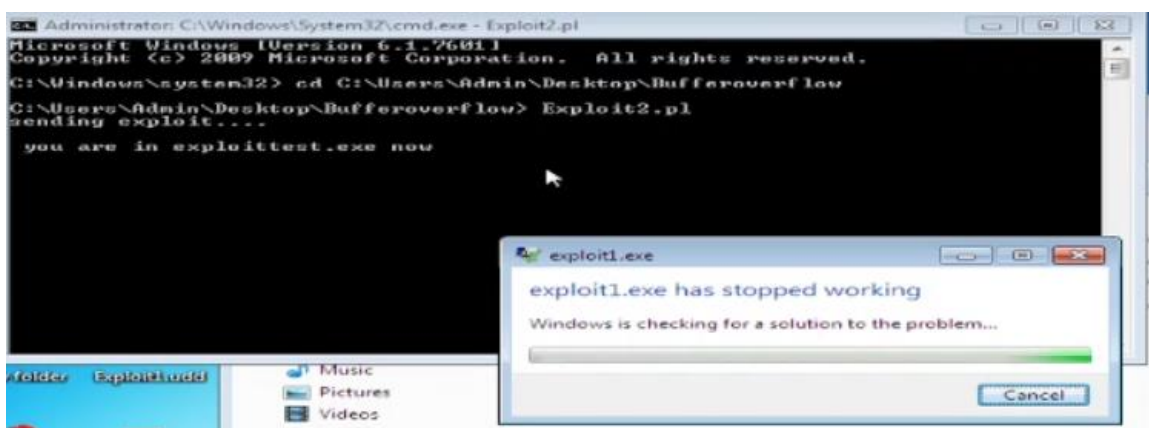 Administrator: C:\Windows\System32\cmd.exe - Exploit2.pl
Microsoft Windows [Version 6.1.7601]
Copyright (c) 2009 Microsoft Corporation. All rights reserved.
C:\Windows\system32> cd C:\Users\Admin\Desktop\Bufferoverflow
C:\Users\Admin\Desktop\Bufferoverflow> Exploit2.pl
sending exploit....
you are in exploittest.exe now
exploit1.exe
exploit1.exe has stopped working
Windows is checking for a solution to the problem...
Cancel
Exploit1.udd
Music
Pictures
Videos